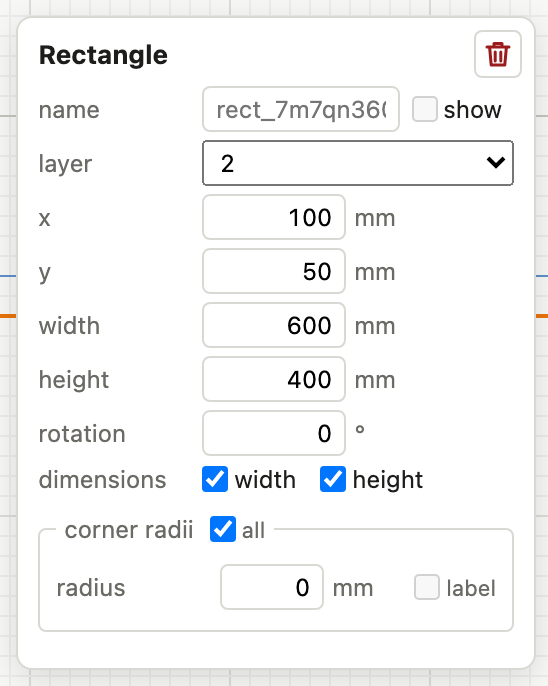 Rectangle
name rect_7m7qn36( show
layer 2
x 100 mm
y 50 mm
width 600 mm
height 400 mm
rotation 0 °
dimensions width height
corner radii all
radius 0 mm label